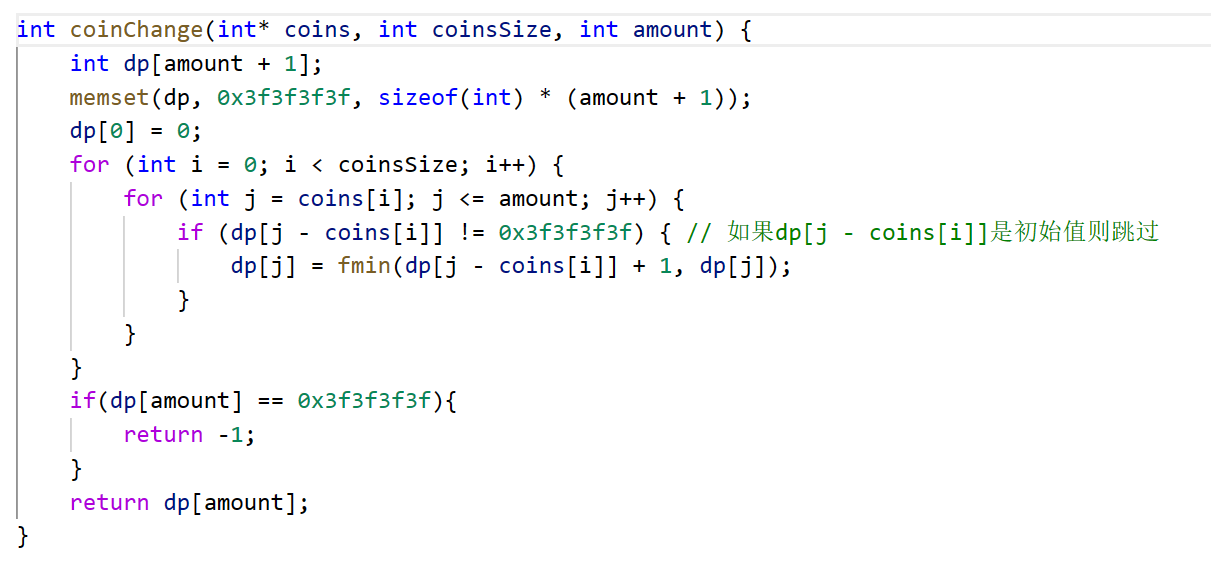 int coinChange(int* coins, int coinsSize, int amount) {
    int dp[amount + 1];
    memset(dp, 0x3f3f3f3f, sizeof(int) * (amount + 1));
    dp[0] = 0;
    for (int i = 0; i < coinsSize; i++) {
        for (int j = coins[i]; j <= amount; j++) {
            if (dp[j - coins[i]] != 0x3f3f3f3f) { // 如果dp[j - coins[i]]是初始值则跳过
                dp[j] = fmin(dp[j - coins[i]] + 1, dp[j]);
            }
        }
    }
    if(dp[amount] == 0x3f3f3f3f){
        return -1;
    }
    return dp[amount];
}